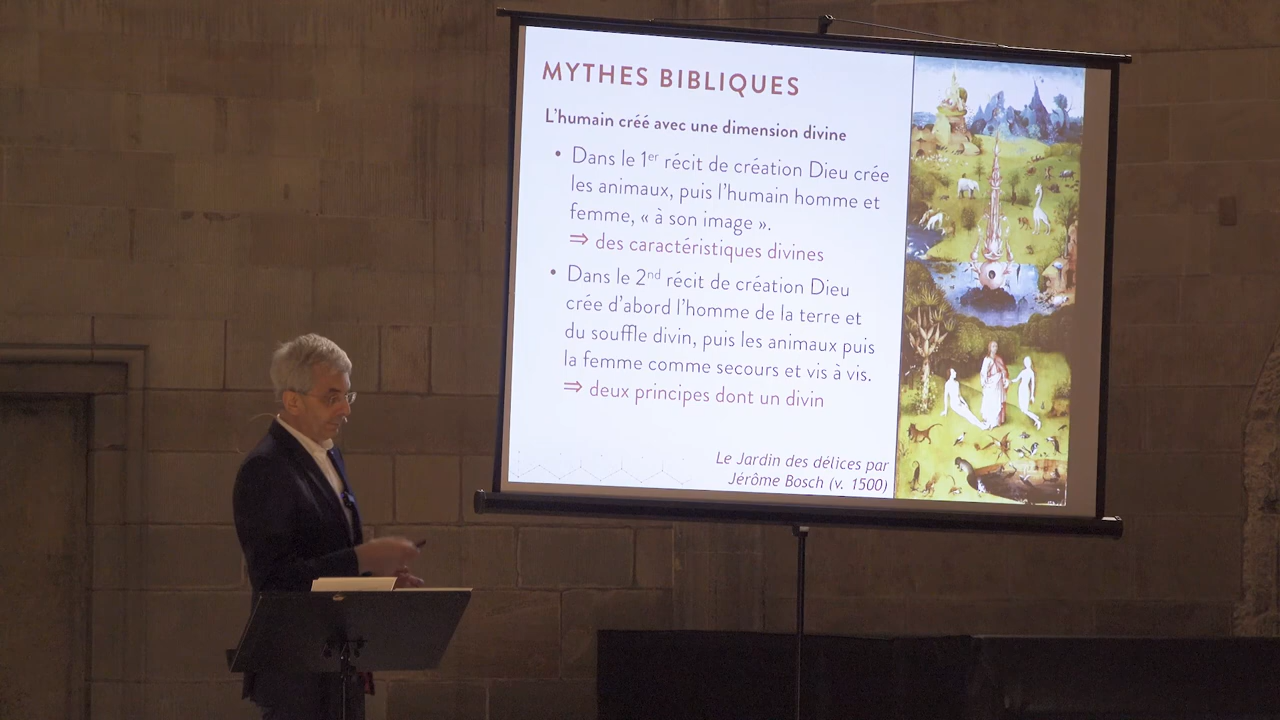 MYTHES BIBLIQUES
L'humain créé avec une dimension divine
• Dans le 1er récit de création Dieu crée
les animaux, puis l'humain homme et
femme, « à son image ».
⇒ des caractéristiques divines
• Dans le 2nd récit de création Dieu
crée d'abord l'homme de la terre et
du souffle divin, puis les animaux puis
la femme comme secours et vis à vis.
⇒ deux principes dont un divin
Le Jardin des délices par
Jérôme Bosch (v. 1500)